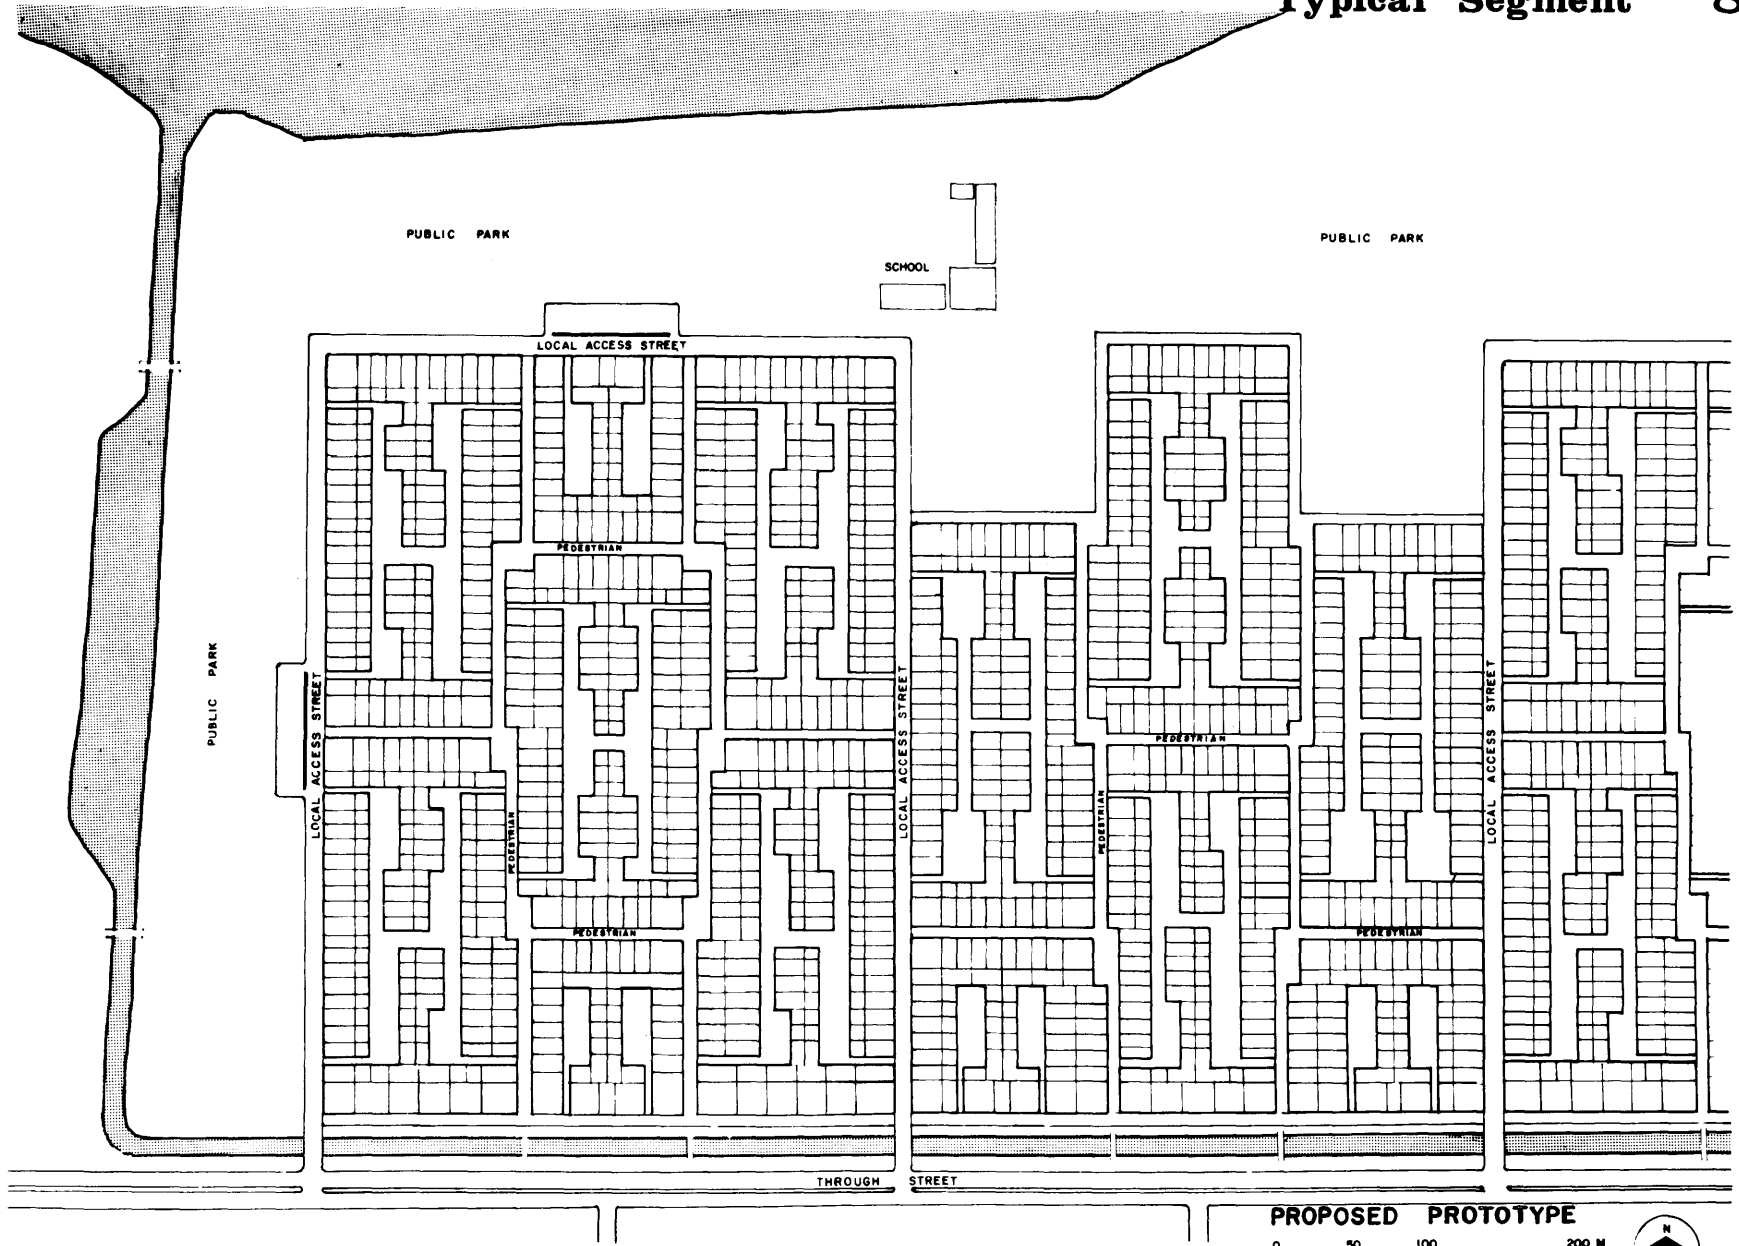 Typical Segment
PUBLIC PARK
PUBLIC PARK
SCHOOL
LOCAL ACCESS STREET
PEDESTRIAN
PUBLIC PARK
LOCAL ACCESS STREET
LOCAL ACCESS STREET
LOCAL ACCESS STREET
PEDESTRIAN
PEDESTRIAN
PEDESTRIAN
PEDESTRIAN
PEDESTRIAN
THROUGH STREET
PROPOSED PROTOTYPE
0 50 100 200 M
N